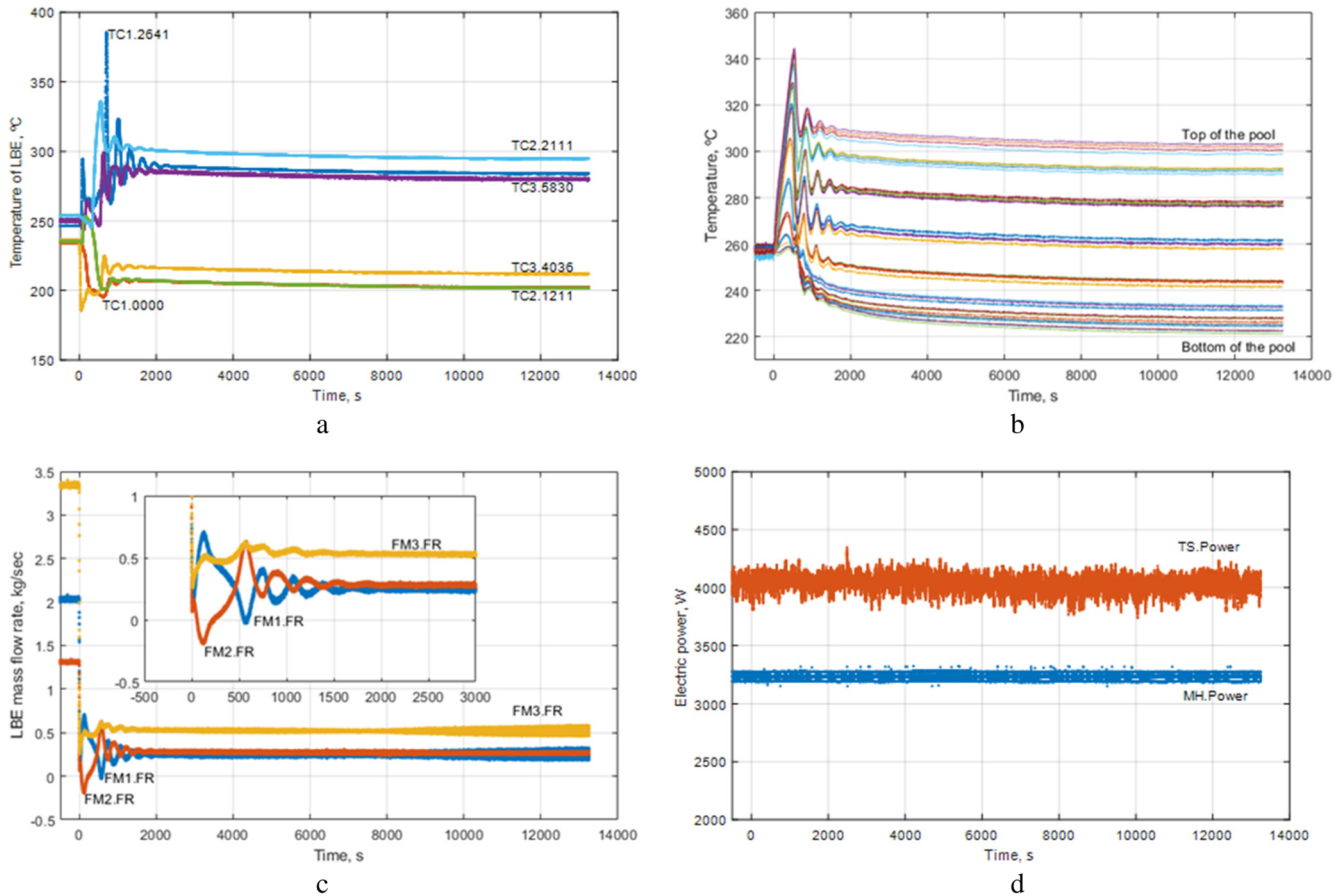 400
TC1.2641
350
300
TC2.2111
TC3.5830
250
TC3.4036
200
TC1.0000
TC2.1211
150
0 2000 4000 6000 8000 10000 12000 14000
Time, s
Temperature of LBE, ºC
a
360
340
320
Top of the pool
300
280
260
240
220
Bottom of the pool
0 2000 4000 6000 8000 10000 12000 14000
Time, s
Temperature, ºC
b
3.5
3
2.5
2
1.5
1
0.5
0
-0.5
1
0.5
0
-0.5
-500 0 500 1000 1500 2000 2500 3000
FM3.FR
FM1.FR
FM2.FR
FM3.FR
FM1.FR
FM2.FR
0 2000 4000 6000 8000 10000 12000 14000
Time, s
LBE mass flow rate, kg/sec
c
5000
4500
TS.Power
4000
3500
3000
MH.Power
2500
2000
0 2000 4000 6000 8000 10000 12000 14000
Time, s
Electric power, W
d